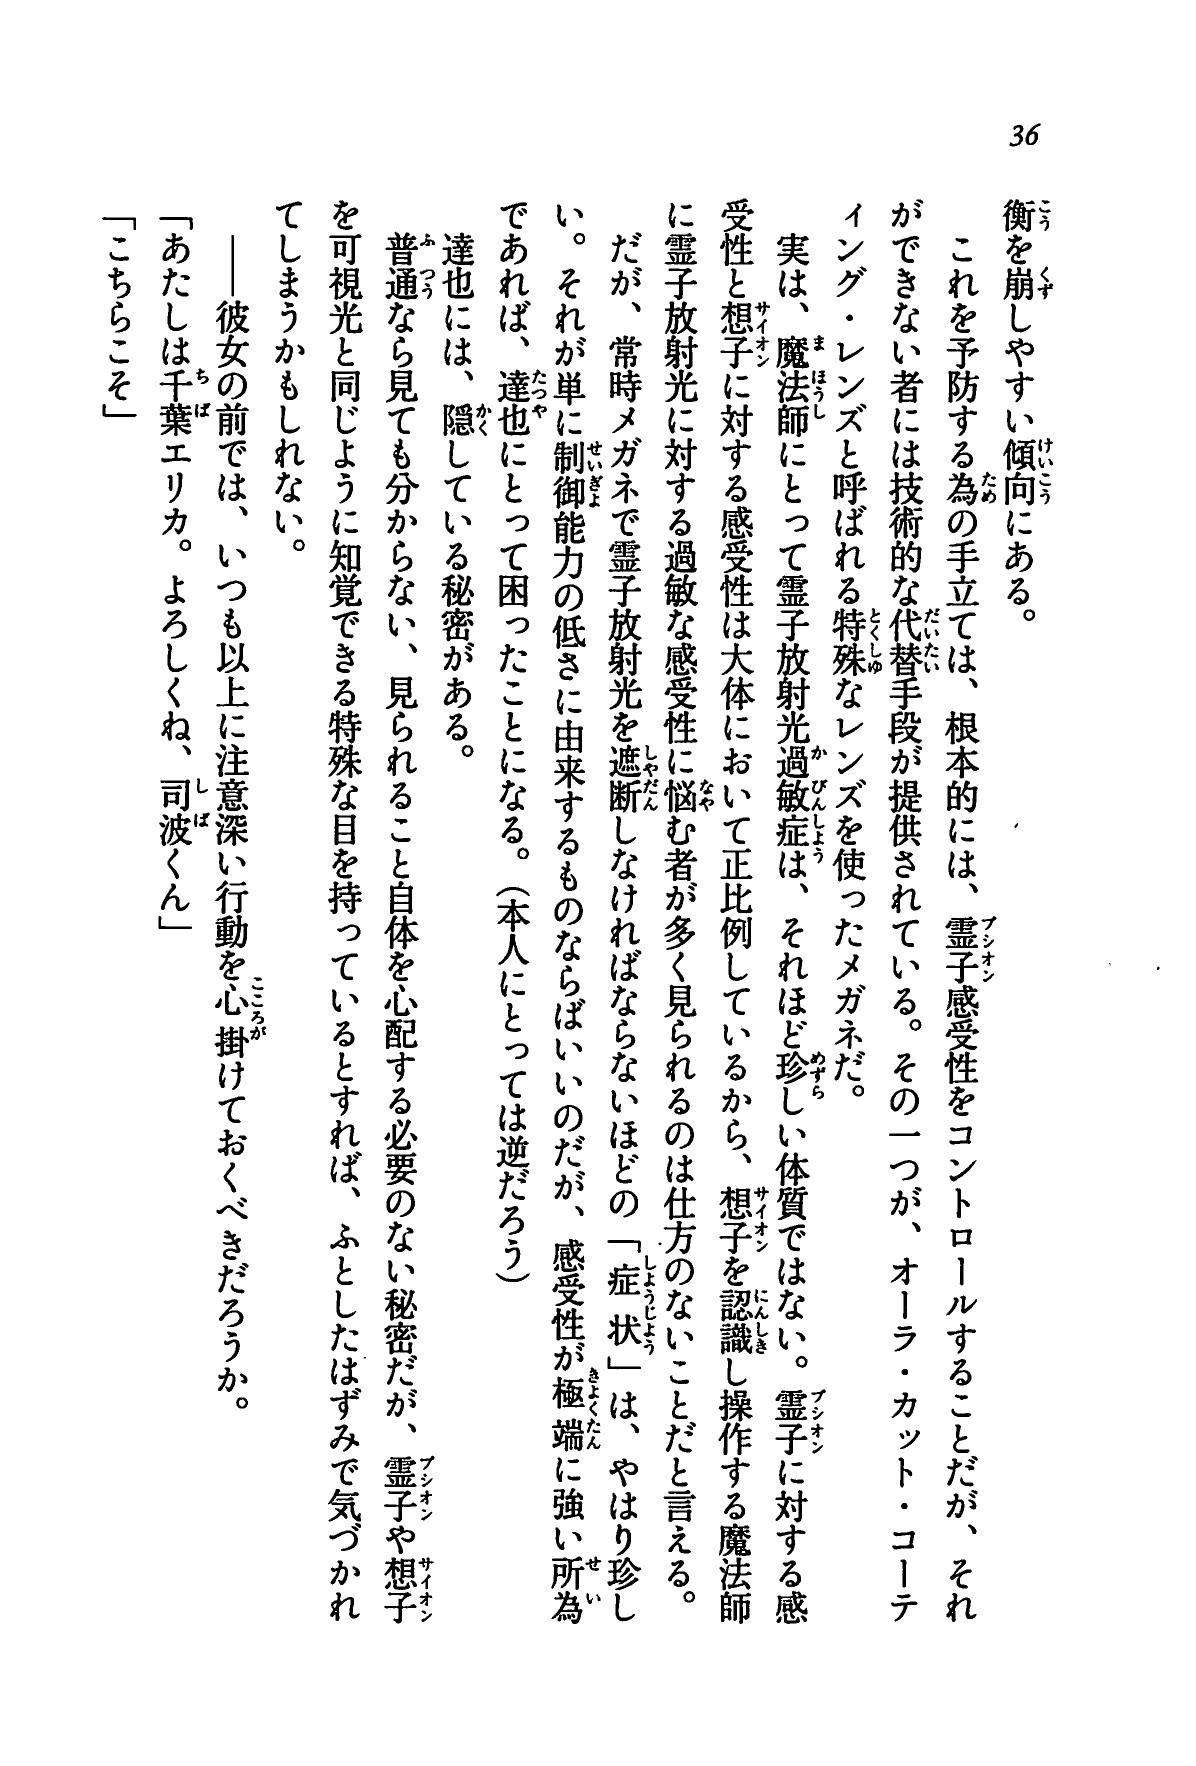 36
衡を崩しやすい傾向にある。
　これを予防する為の手立ては、根本的には、霊子感受性をコントロールすることだが、それ
ができない者には技術的な代替手段が提供されている。その一つが、オーラ・カット・コーテ
ィング・レンズと呼ばれる特殊なレンズを使ったメガネだ。
　実は、魔法師にとって霊子放射光過敏症は、それほど珍しい体質ではない。霊子に対する感
受性と想子に対する感受性は大体において正比例しているから、想子を認識し操作する魔法師
に霊子放射光に対する過敏な感受性に悩む者が多く見られるのは仕方のないことだと言える。
　だが、常時メガネで霊子放射光を遮断しなければならないほどの「症状」は、やはり珍し
い。それが単に制御能力の低さに由来するものならばいいのだが、感受性が極端に強い所為
であれば、達也にとって困ったことになる。（本人にとっては逆だろう）
　達也には、隠している秘密がある。
　普通なら見ても分からない、見られること自体を心配する必要のない秘密だが、霊子や想子
を可視光と同じように知覚できる特殊な目を持っているとすれば、ふとしたはずみで気づかれ
てしまうかもしれない。
　――彼女の前では、いつも以上に注意深い行動を心掛けておくべきだろうか。
「あたしは千葉エリカ。よろしくね、司波くん」
「こちらこそ」